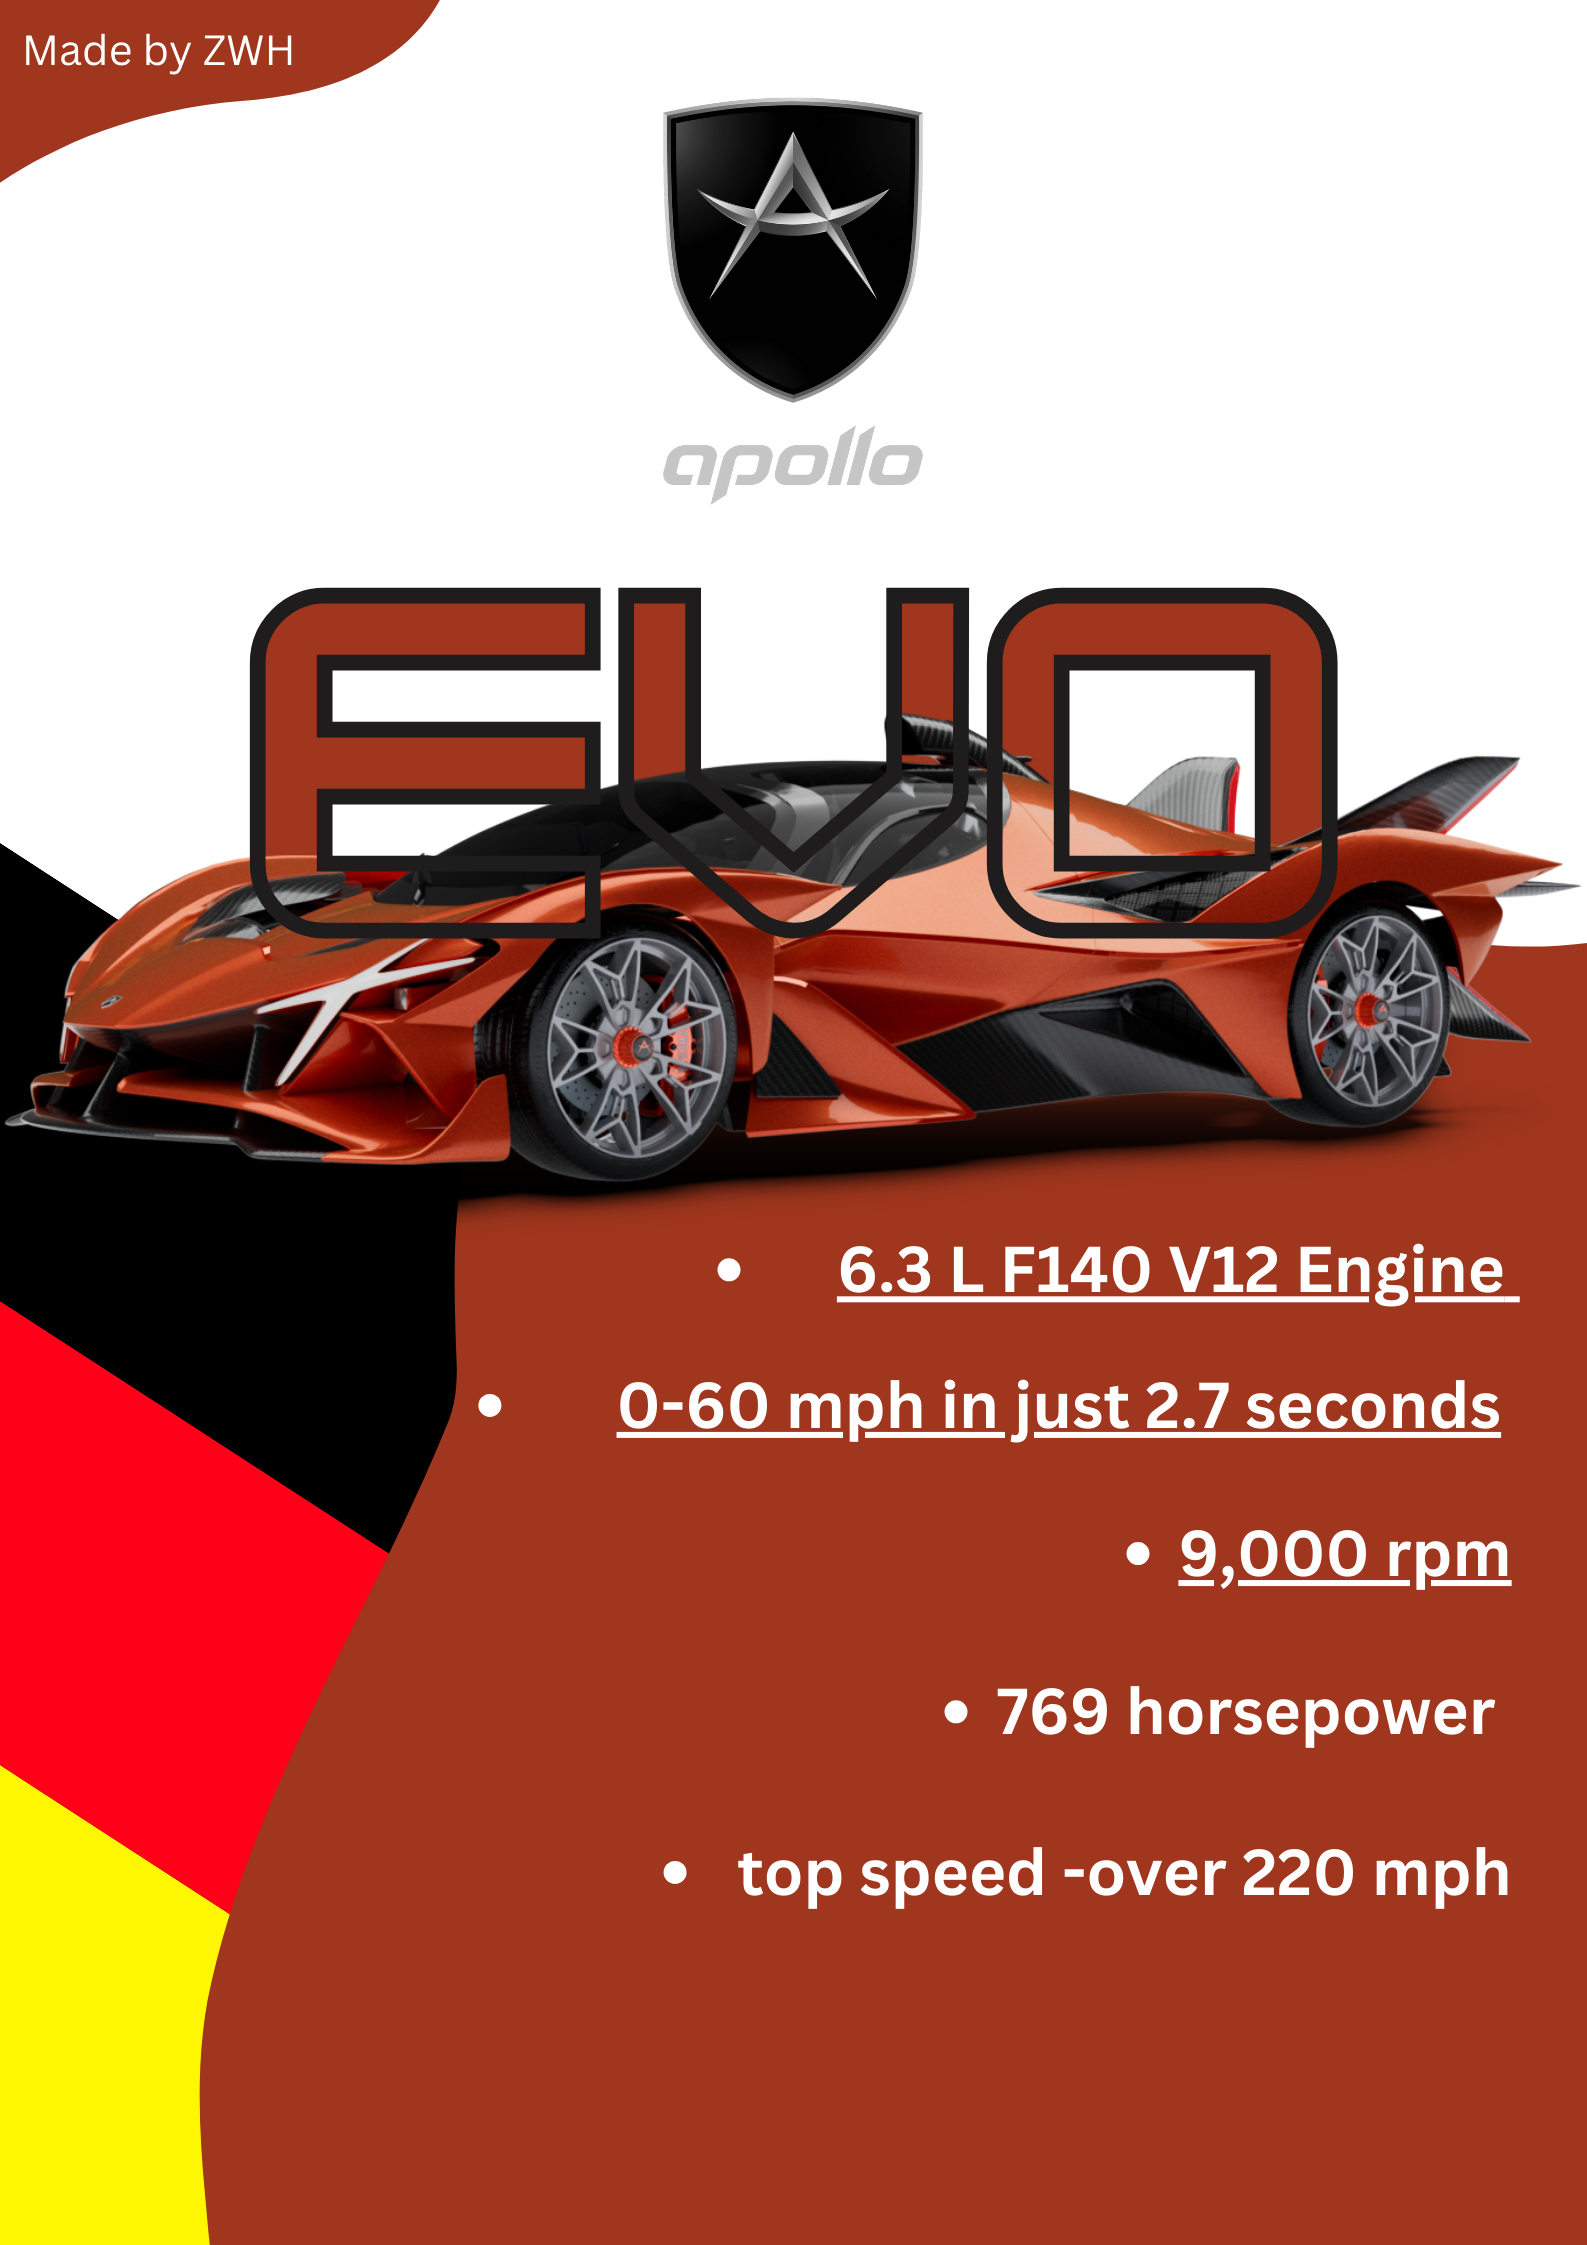 Made by ZWH
apollo
EVO
• 6.3 L F140 V12 Engine
• 0-60 mph in just 2.7 seconds
• 9,000 rpm
• 769 horsepower
• top speed -over 220 mph